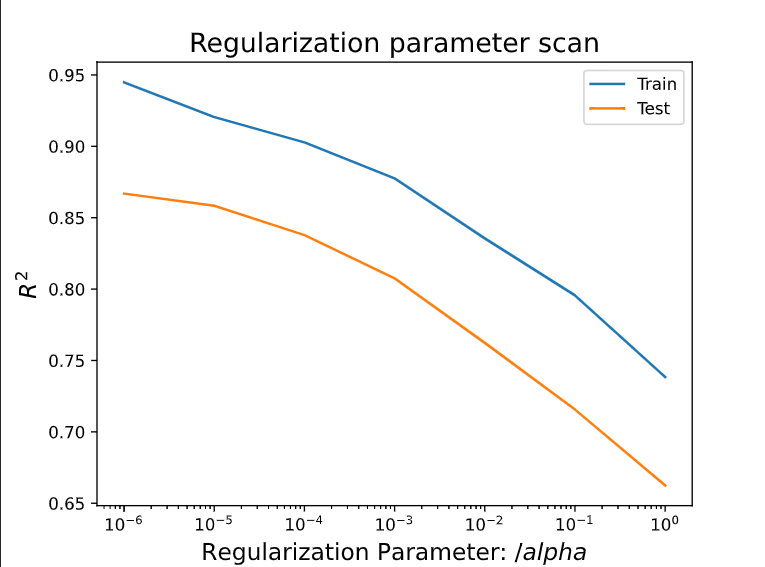 Regularization parameter scan
Train
Test
0.95
0.90
0.85
0.80
0.75
0.70
0.65
R²
10⁻⁶ 10⁻⁵ 10⁻⁴ 10⁻³ 10⁻² 10⁻¹ 10⁰
Regularization Parameter: /alpha